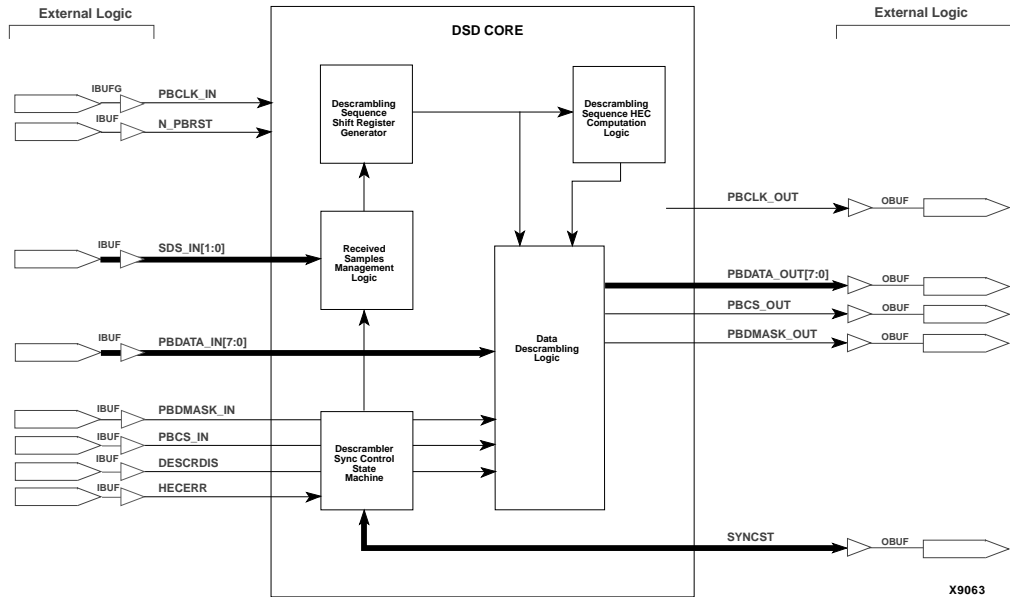 External Logic
External Logic
DSD CORE
IBUFG
PBCLK_IN
IBUF
N_PBRST
Descrambling
Sequence
Shift Register
Generator
Descrambling
Sequence HEC
Computation
Logic
PBCLK_OUT
OBUF
IBUF
SDS_IN[1:0]
Received
Samples
Management
Logic
PBDATA_OUT[7:0]
OBUF
PBCS_OUT
OBUF
PBDMASK_OUT
OBUF
IBUF
PBDATA_IN[7:0]
Data
Descrambling
Logic
IBUF
PBDMASK_IN
IBUF
PBCS_IN
IBUF
DESCRDIS
IBUF
HECERR
Descrambler
Sync Control
State
Machine
SYNCST
OBUF
X9063